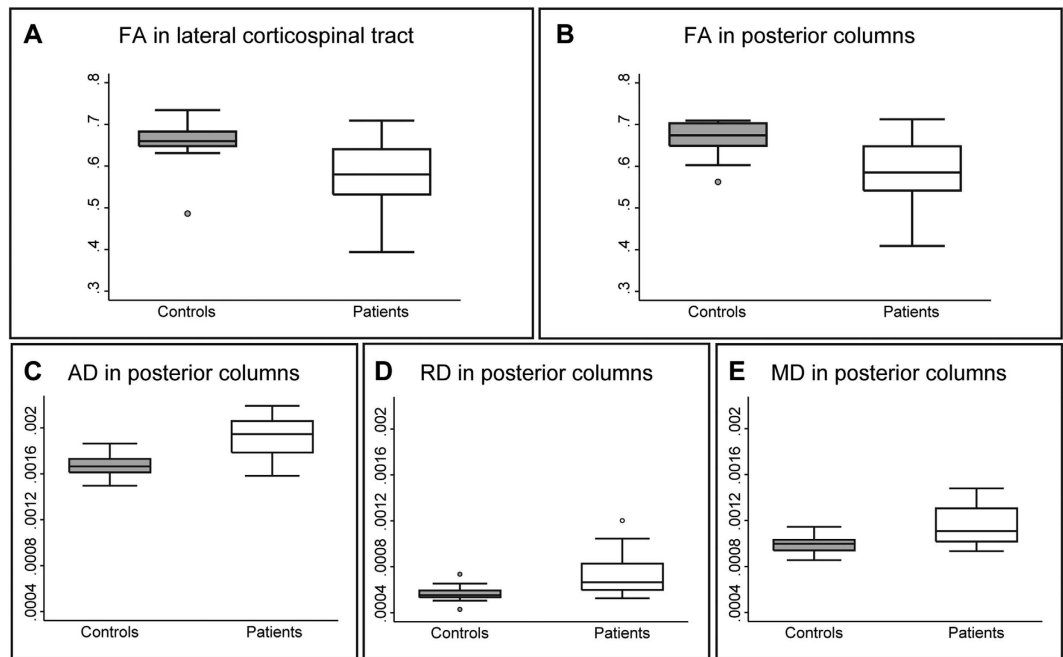 A FA in lateral corticospinal tract
.8
.7
.6
.5
.4
.3
Controls Patients
B FA in posterior columns
.8
.7
.6
.5
.4
.3
Controls Patients
C AD in posterior columns
.002
.0016
.0012
.0008
.0004
Controls Patients
D RD in posterior columns
.002
.0016
.0012
.0008
.0004
Controls Patients
E MD in posterior columns
.002
.0016
.0012
.0008
.0004
Controls Patients